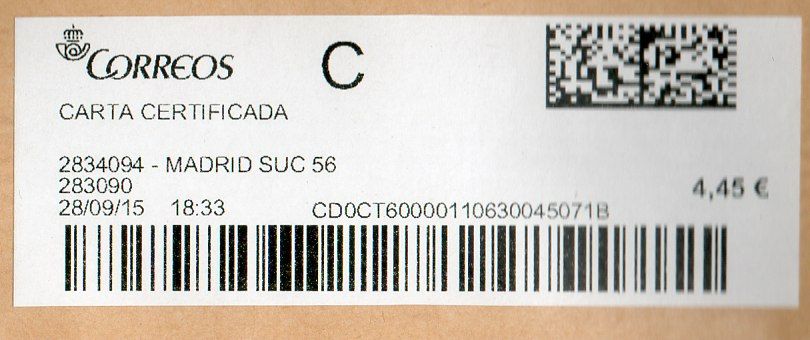 CORREOS
C
CARTA CERTIFICADA
2834094 - MADRID SUC 56
283090
4,45 €
28/09/15 18:33 CD0CT60000110630045071B